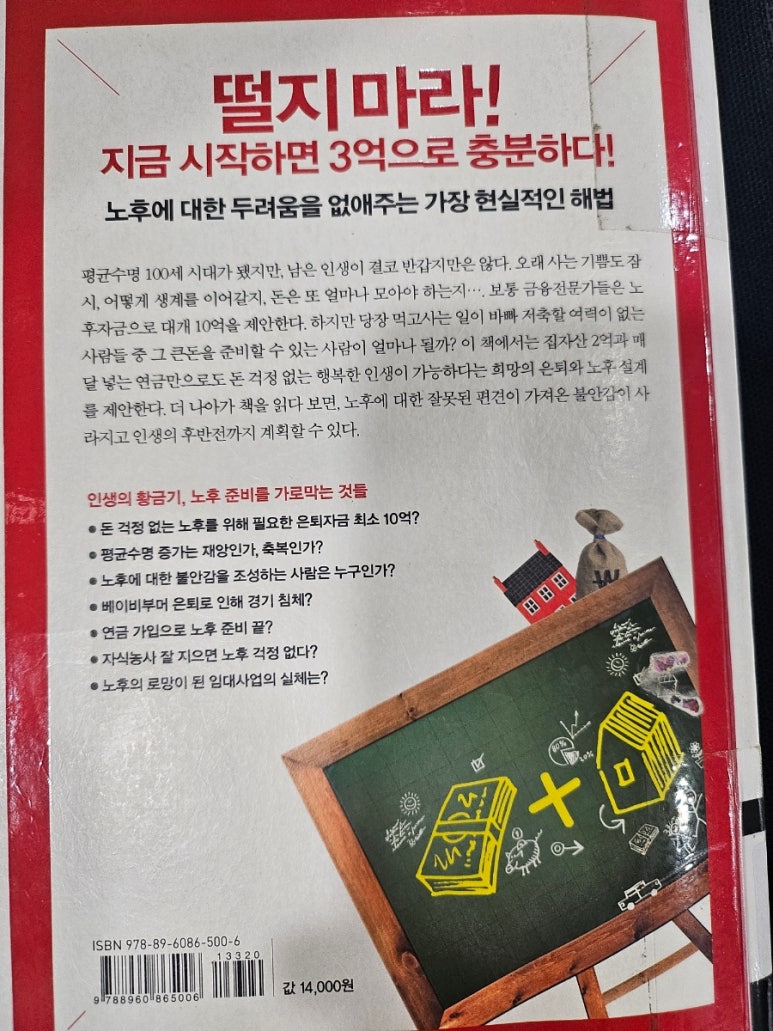 떨지 마라!
지금 시작하면 3억으로 충분하다!
노후에 대한 두려움을 없애주는 가장 현실적인 해법
평균수명 100세 시대가 됐지만, 남은 인생이 결코 반갑지만은 않다. 오래 사는 기쁨도 잠
시, 어떻게 생계를 이어갈지, 돈은 또 얼마나 모아야 하는지…. 보통 금융전문가들은 노
후자금으로 대개 10억을 제안한다. 하지만 당장 먹고사는 일이 바빠 저축할 여력이 없는
사람들 중 그 큰돈을 준비할 수 있는 사람이 얼마나 될까? 이 책에서는 집자산 2억과 매
달 넣는 연금만으로도 돈 걱정 없는 행복한 인생이 가능하다는 희망의 은퇴와 노후 설계
를 제안한다. 더 나아가 책을 읽다 보면, 노후에 대한 잘못된 편견이 가져온 불안감이 사
라지고 인생의 후반전까지 계획할 수 있다.
인생의 황금기, 노후 준비를 가로막는 것들
● 돈 걱정 없는 노후를 위해 필요한 은퇴자금 최소 10억?
● 평균수명 증가는 재앙인가, 축복인가?
● 노후에 대한 불안감을 조성하는 사람은 누구인가?
● 베이비부머 은퇴로 인해 경기 침체?
● 연금 가입으로 노후 준비 끝?
● 자식농사 잘 지으면 노후 걱정 없다?
● 노후의 로망이 된 임대사업의 실체는?
₩
80%
20%
ISBN 978-89-6086-500-6
13320
9 788960 865006
값 14,000원